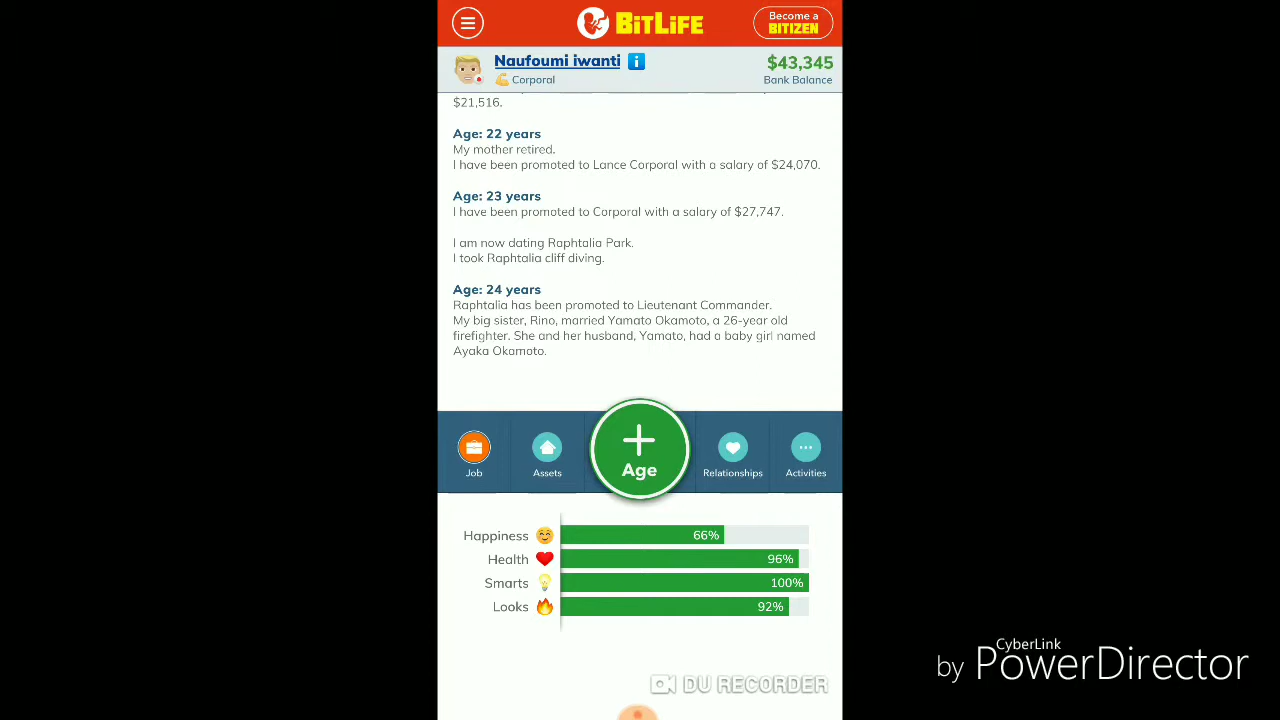 BitLife
Become a
BITIZEN
Naufoumi iwanti
i
$43,345
Corporal
Bank Balance
$21,516.
Age: 22 years
My mother retired.
I have been promoted to Lance Corporal with a salary of $24,070.
Age: 23 years
I have been promoted to Corporal with a salary of $27,747.
I am now dating Raphtalia Park.
I took Raphtalia cliff diving.
Age: 24 years
Raphtalia has been promoted to Lieutenant Commander.
My big sister, Rino, married Yamato Okamoto, a 26-year old
firefighter. She and her husband, Yamato, had a baby girl named
Ayaka Okamoto.
Job
Assets
+
Age
Relationships
Activities
Happiness 66%
Health 96%
Smarts 100%
Looks 92%
CyberLink
by PowerDirector
DU RECORDER